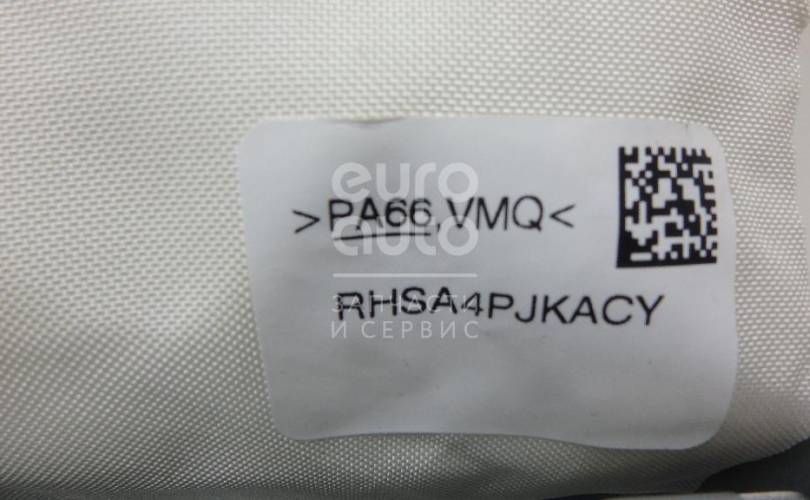 euro
>PA66,VMQ<
auto
RHSA4PJKACY
ЗАПЧАСТИ
И СЕРВИС